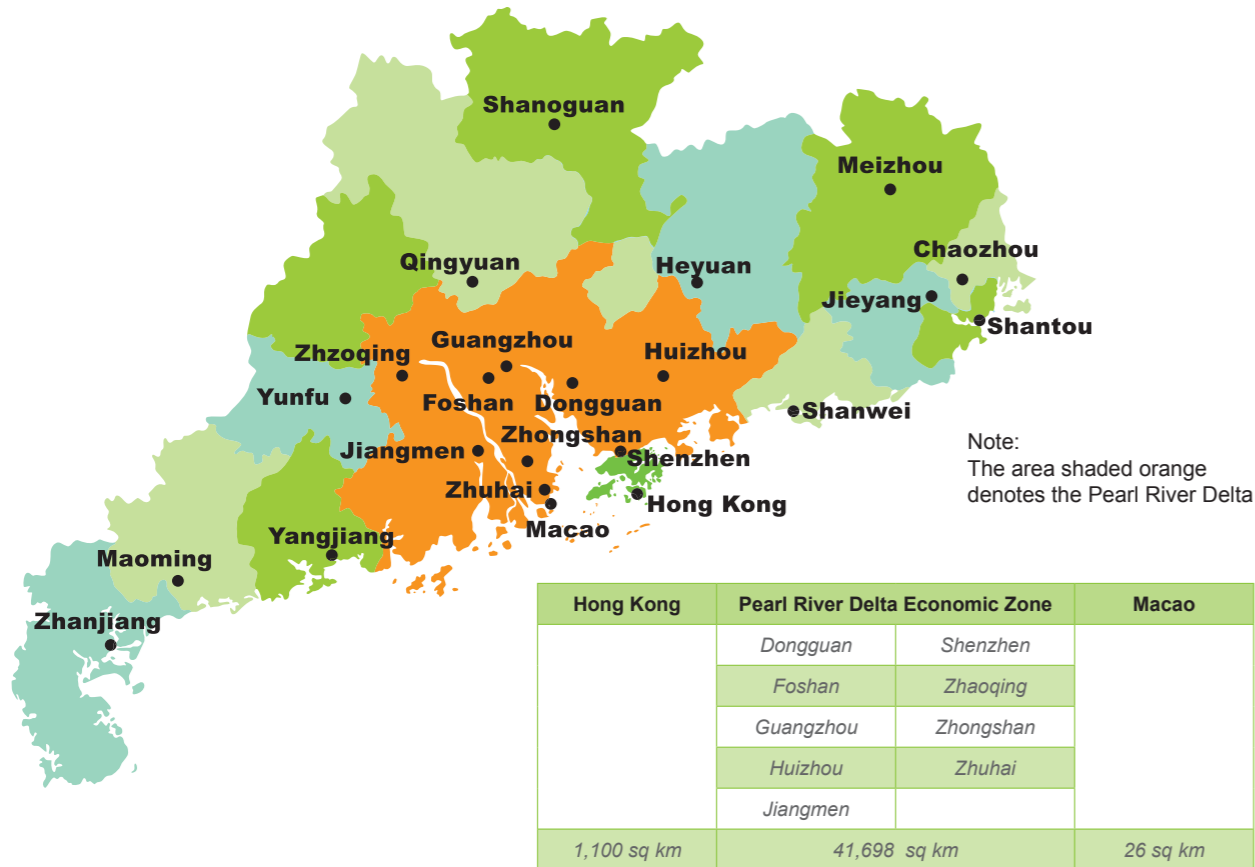 Shanoguan
Meizhou
Chaozhou
Qingyuan
Heyuan
Jieyang
Shantou
Guangzhou
Huizhou
Zhzoqing
Yunfu
Foshan
Dongguan
Shanwei
Zhongshan
Jiangmen
Shenzhen
Note:
The area shaded orange
denotes the Pearl River Delta
Zhuhai
Hong Kong
Macao
Yangjiang
Maoming
Zhanjiang
Hong Kong Pearl River Delta Economic Zone Macao
Dongguan Shenzhen
Foshan Zhaoqing
Guangzhou Zhongshan
Huizhou Zhuhai
Jiangmen
1,100 sq km 41,698 sq km 26 sq km